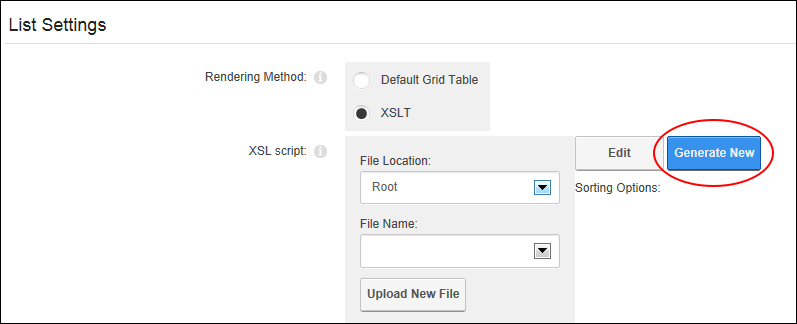 List Settings
Rendering Method:
Default Grid Table
XSLT
XSL script:
File Location:
Root
File Name:
Upload New File
Edit
Generate New
Sorting Options: